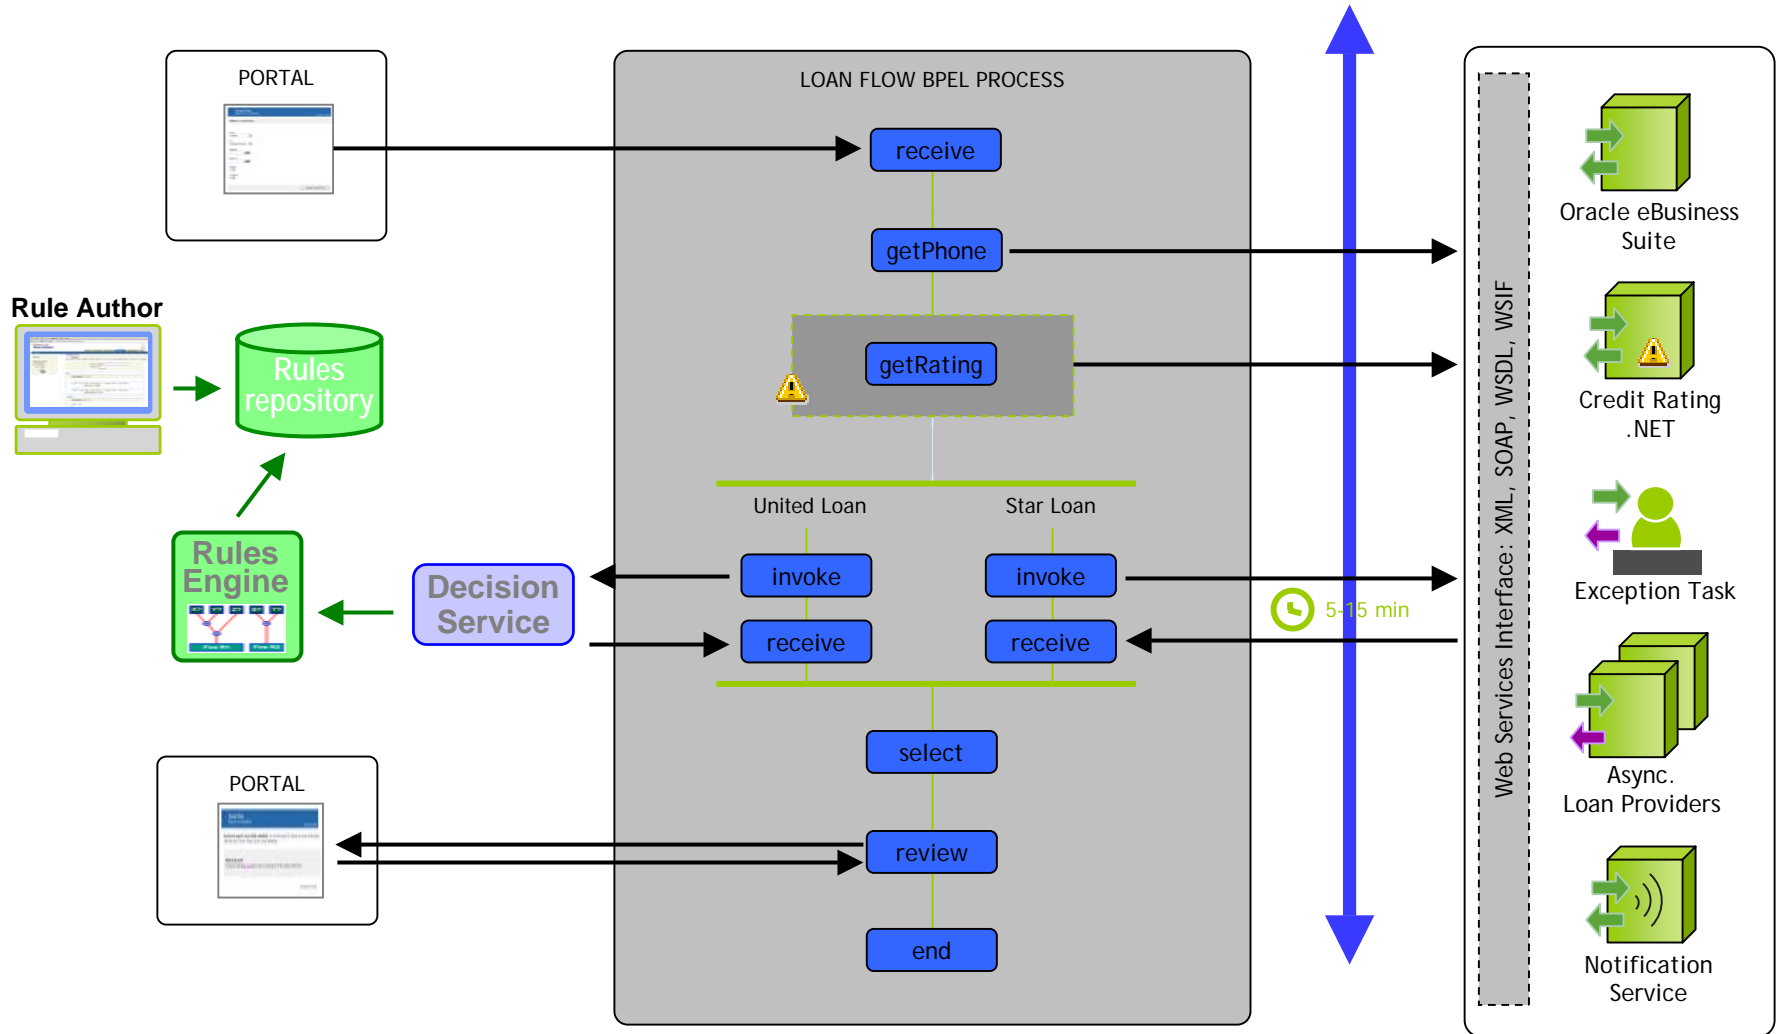 PORTAL
LOAN FLOW BPEL PROCESS
receive
getPhone
getRating
Rule Author
Rules
repository
Rules
Engine
Decision
Service
United Loan
Star Loan
invoke
invoke
receive
receive
5-15 min
select
PORTAL
review
end
Web Services Interface: XML, SOAP, WSDL, WSIF
Oracle eBusiness
Suite
Credit Rating
.NET
Exception Task
Async.
Loan Providers
Notification
Service